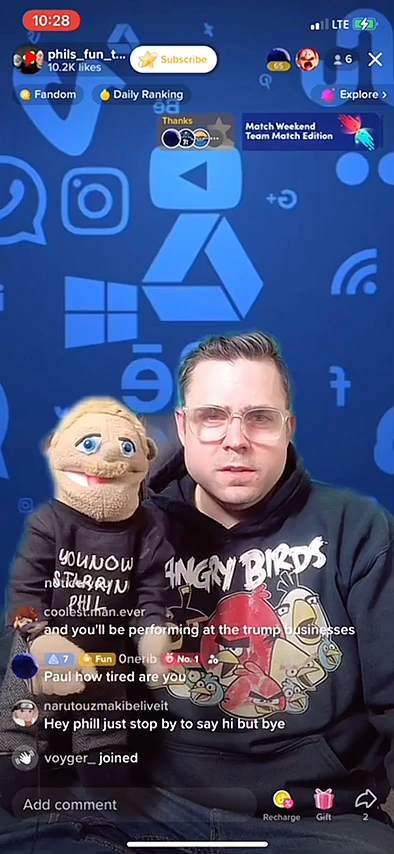 10:28
LTE
phils_fun_t...
10.2K likes
Subscribe
65
6
Fandom
Daily Ranking
Explore
Thanks
Match Weekend
Team Match Edition
G+
ANGRY BIRDS
YOUNOW
STARRIN
PHIL
coolest.man.ever
and you'll be performing at the trump businesses
7 Fun Onerib No. 1
Paul how tired are you
narutouzmakibeliveit
Hey phill just stop by to say hi but bye
voyger_ joined
Add comment
Recharge
Gift
2